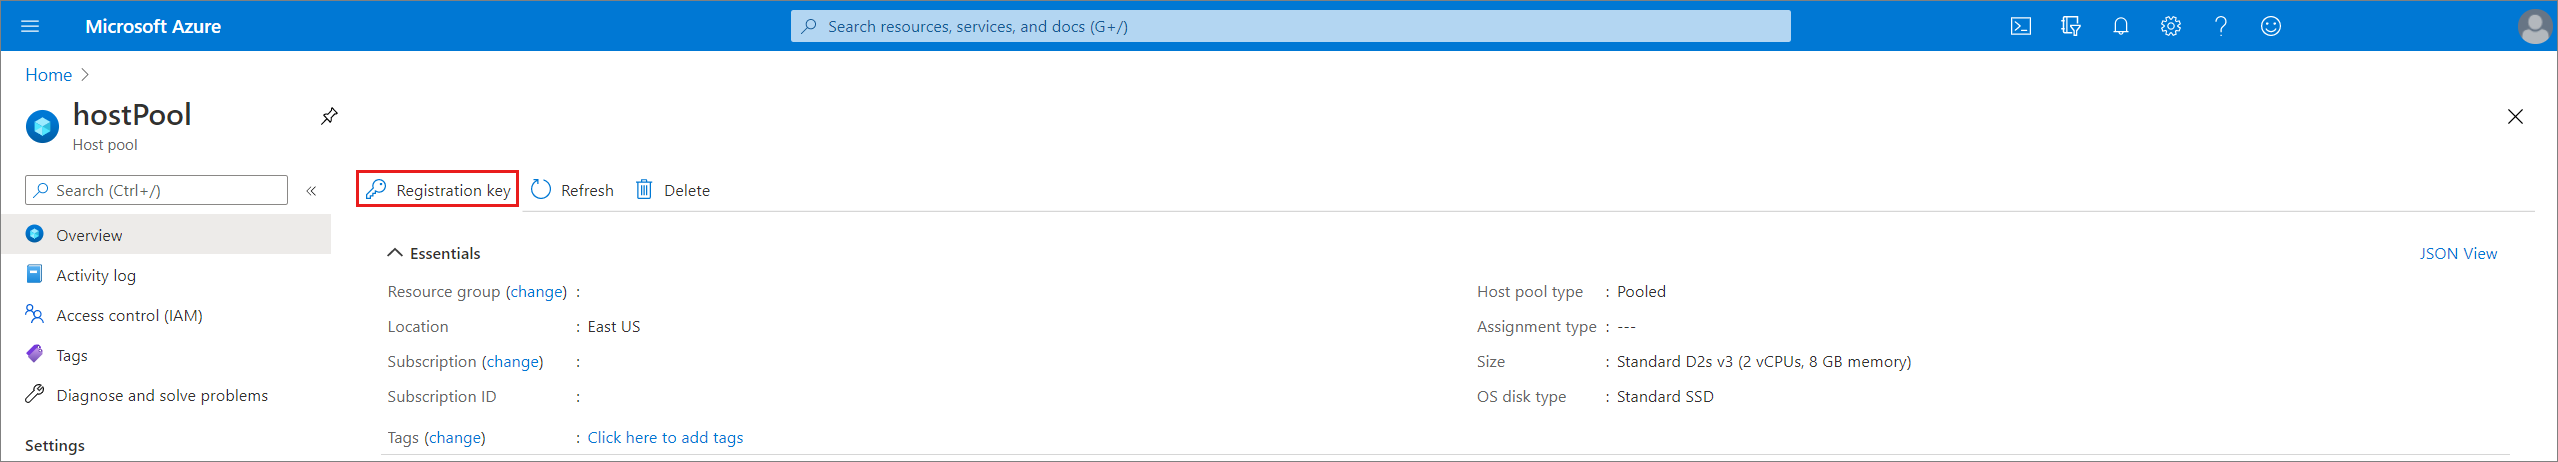 Microsoft Azure
Search resources, services, and docs (G+/)
Home
hostPool
Host pool
Search (Ctrl+/)
«
Registration key
Refresh
Delete
Overview
Activity log
Access control (IAM)
Tags
Diagnose and solve problems
Settings
Essentials
JSON View
Resource group (change) :
Location : East US
Subscription (change) :
Subscription ID :
Tags (change) : Click here to add tags
Host pool type : Pooled
Assignment type : ---
Size : Standard D2s v3 (2 vCPUs, 8 GB memory)
OS disk type : Standard SSD